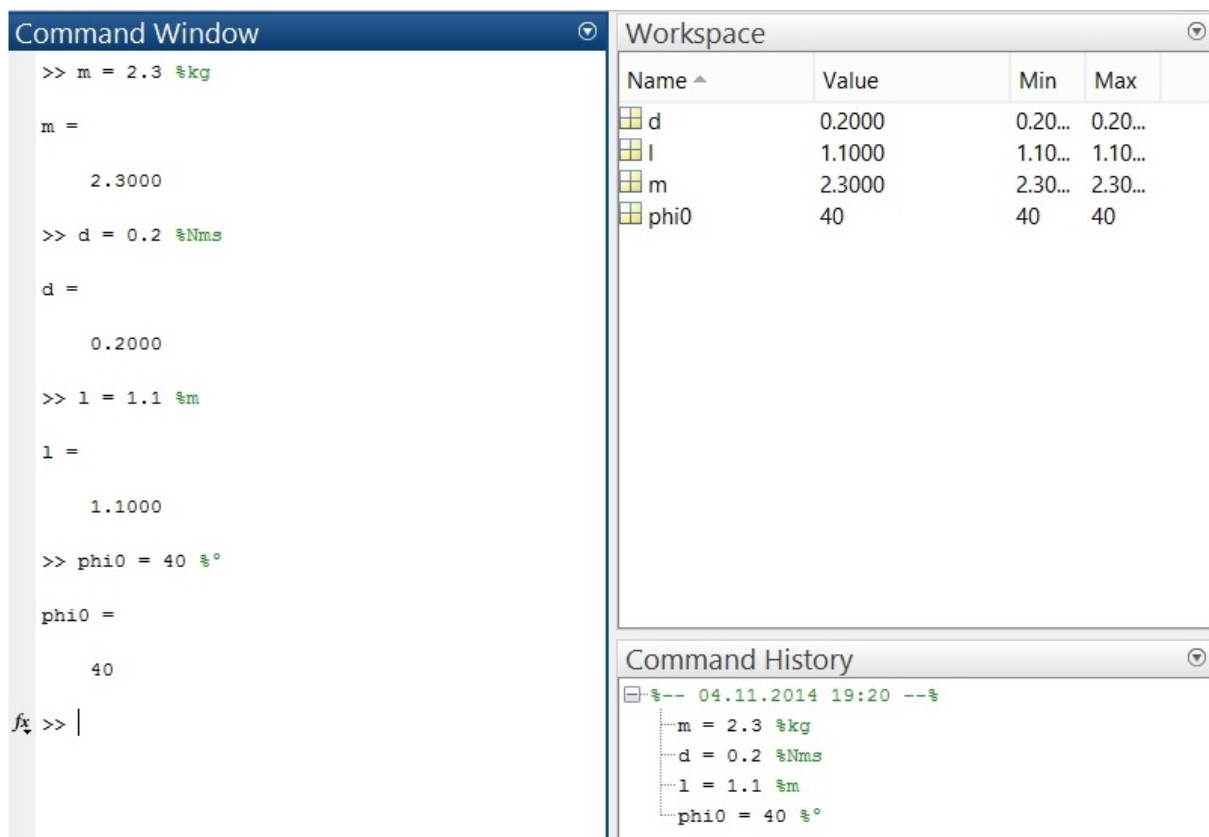 Command Window
>> m = 2.3 %kg
m =
2.3000
>> d = 0.2 %Nms
d =
0.2000
>> l = 1.1 %m
l =
1.1000
>> phi0 = 40 %°
phi0 =
40
fx >>
Workspace
Name Value Min Max
d 0.2000 0.20... 0.20...
l 1.1000 1.10... 1.10...
m 2.3000 2.30... 2.30...
phi0 40 40 40
Command History
%-- 04.11.2014 19:20 --%
m = 2.3 %kg
d = 0.2 %Nms
l = 1.1 %m
phi0 = 40 %°